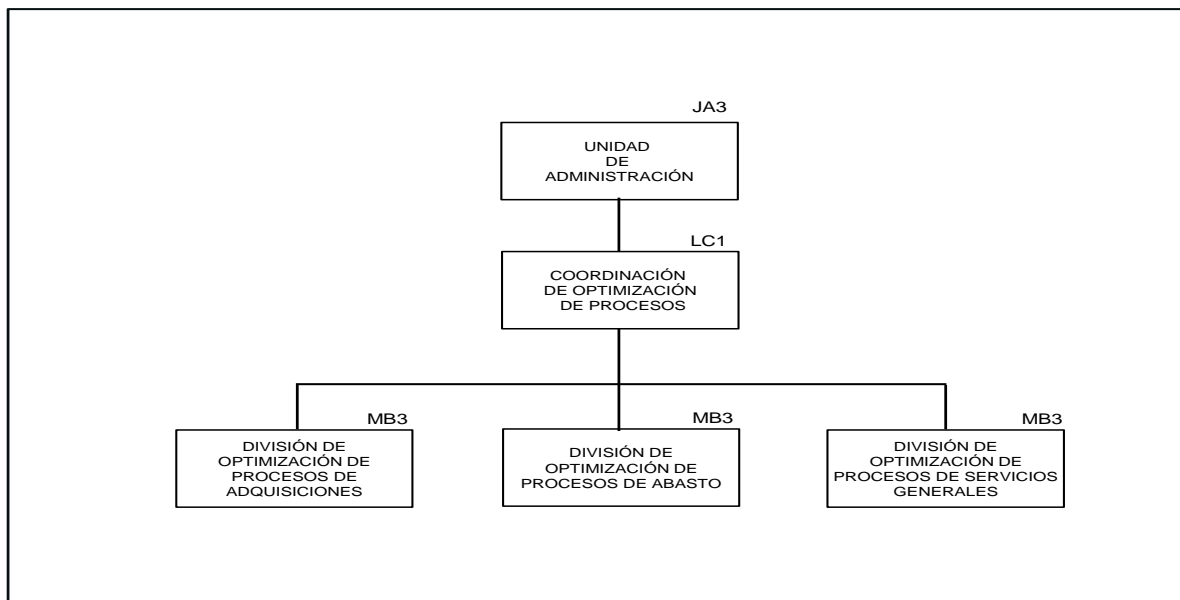 JA3
UNIDAD
DE
ADMINISTRACIÓN
LC1
COORDINACIÓN
DE OPTIMIZACIÓN
DE PROCESOS
MB3
DIVISIÓN DE
OPTIMIZACIÓN DE
PROCESOS DE
ADQUISICIONES
MB3
DIVISIÓN DE
OPTIMIZACIÓN DE
PROCESOS DE ABASTO
MB3
DIVISIÓN DE
OPTIMIZACIÓN DE
PROCESOS DE SERVICIOS
GENERALES